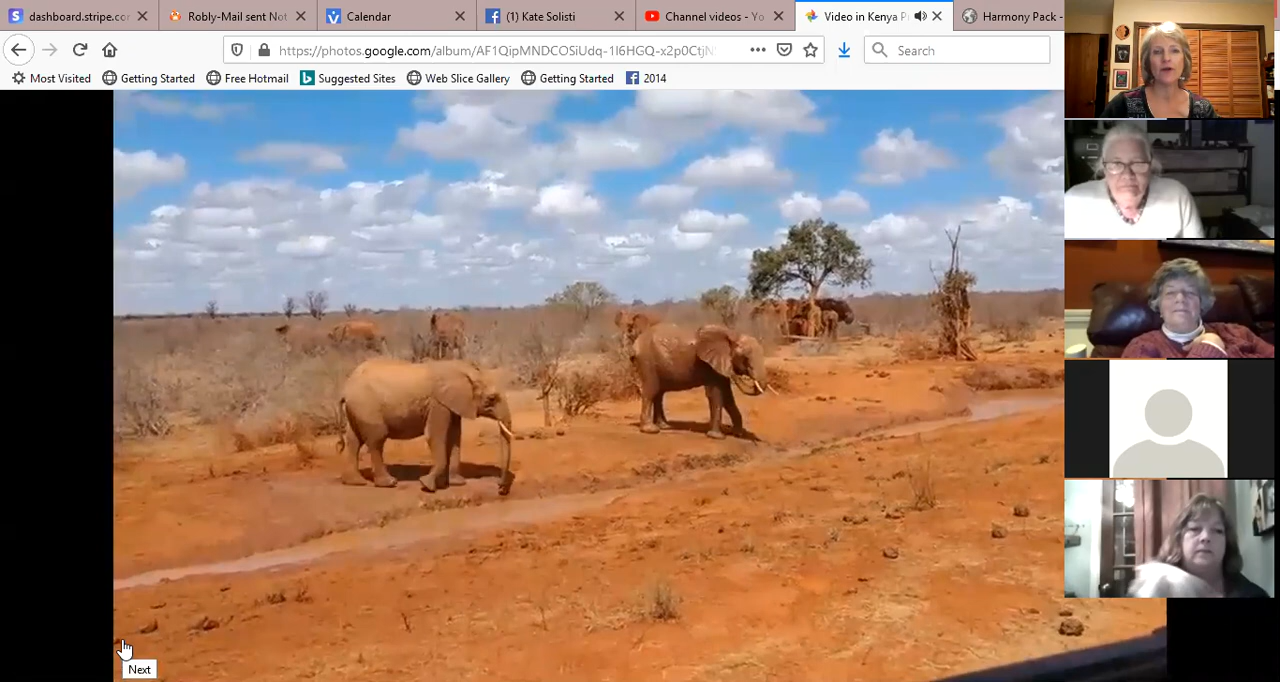 dashboard.stripe.co
Robly-Mail sent Not
Calendar
(1) Kate Solisti
Channel videos - Yo
Video in Kenya P
Harmony Pack -
https://photos.google.com/album/AF1QipMNDCOSiUdq-1I6HGQ-x2p0CtjN
Search
Most Visited
Getting Started
Free Hotmail
Suggested Sites
Web Slice Gallery
Getting Started
2014
Next